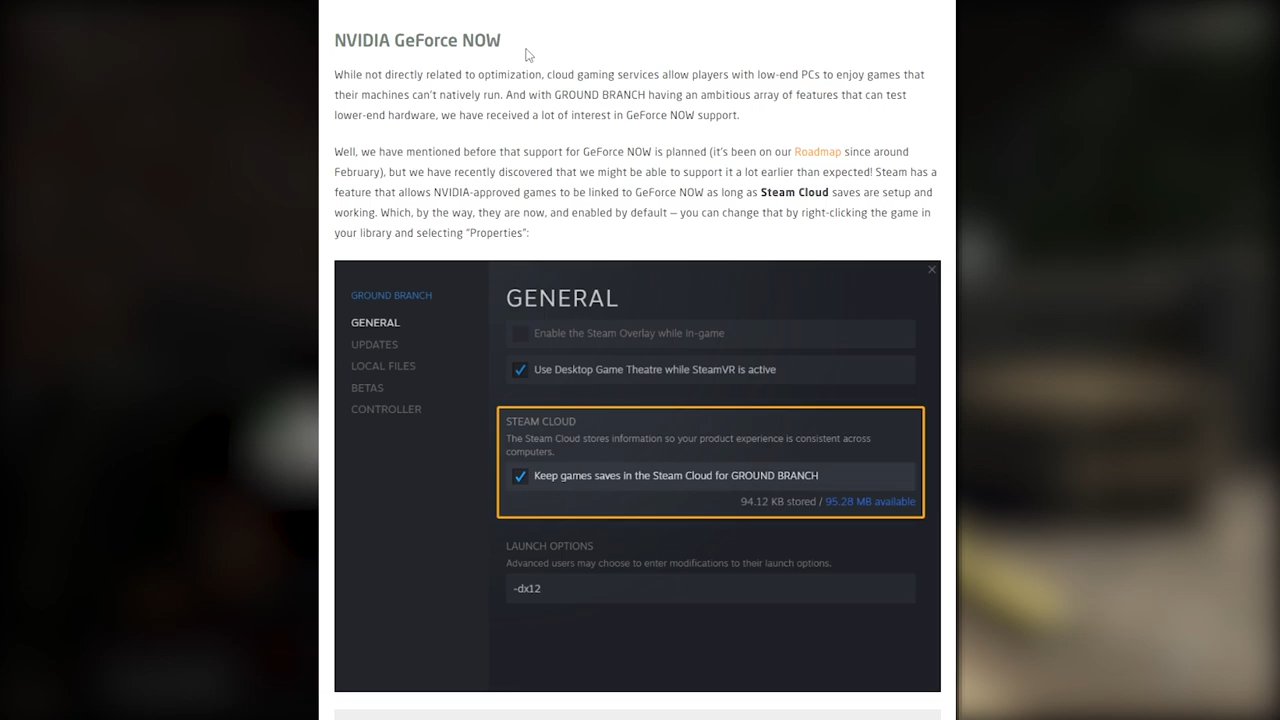 NVIDIA GeForce NOW
While not directly related to optimization, cloud gaming services allow players with low-end PCs to enjoy games that
their machines can't natively run. And with GROUND BRANCH having an ambitious array of features that can test
lower-end hardware, we have received a lot of interest in GeForce NOW support.
Well, we have mentioned before that support for GeForce NOW is planned (it's been on our Roadmap since around
February), but we have recently discovered that we might be able to support it a lot earlier than expected! Steam has a
feature that allows NVIDIA-approved games to be linked to GeForce NOW as long as Steam Cloud saves are setup and
working. Which, by the way, they are now, and enabled by default — you can change that by right-clicking the game in
your library and selecting "Properties":
GROUND BRANCH
GENERAL
UPDATES
LOCAL FILES
BETAS
CONTROLLER
GENERAL
Enable the Steam Overlay while in-game
Use Desktop Game Theatre while SteamVR is active
STEAM CLOUD
The Steam Cloud stores information so your product experience is consistent across
computers.
Keep games saves in the Steam Cloud for GROUND BRANCH
94.12 KB stored / 95.28 MB available
LAUNCH OPTIONS
Advanced users may choose to enter modifications to their launch options.
-dx12